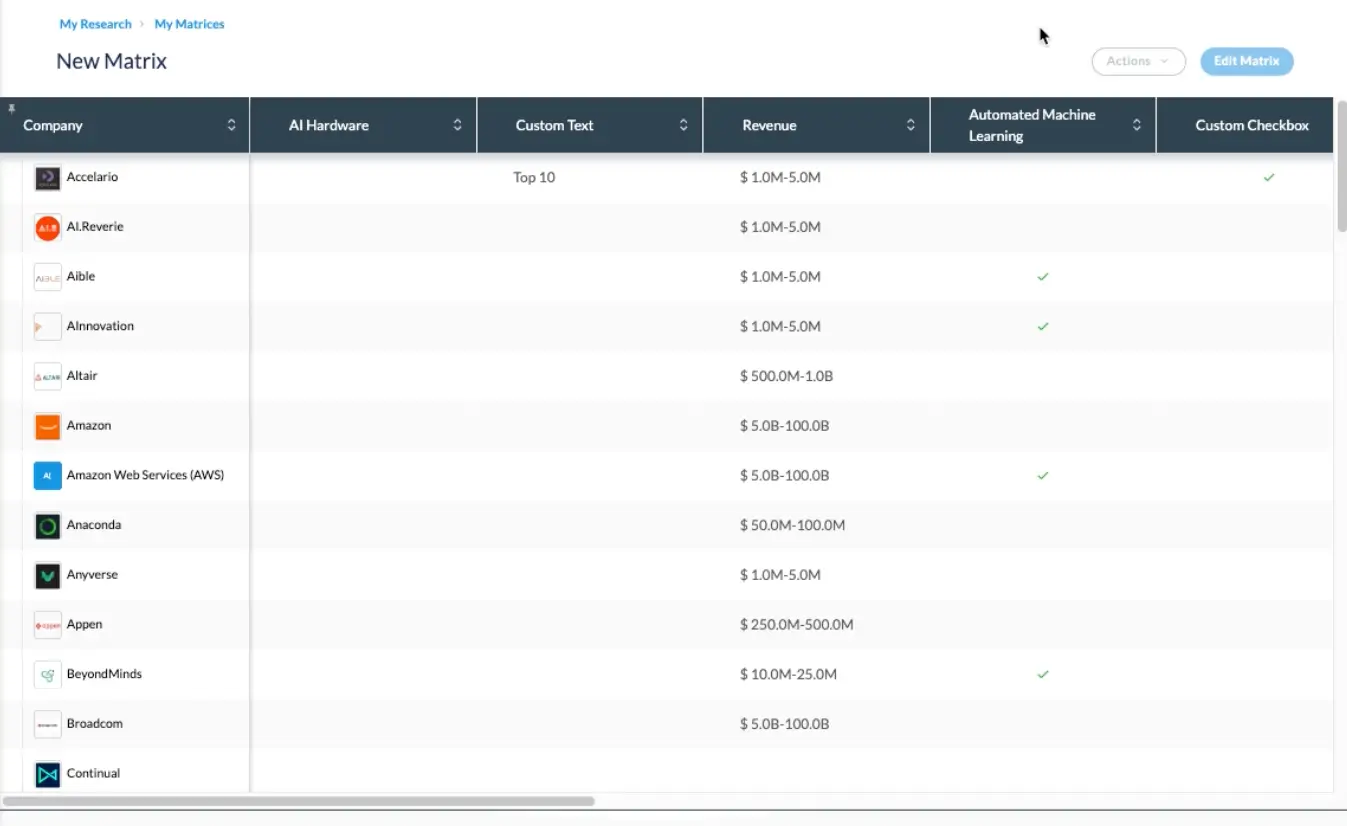 My Research > My Matrices
New Matrix
Actions
Edit Matrix
Company AI Hardware Custom Text Revenue Automated Machine Learning Custom Checkbox
Accelario Top 10 $ 1.0M-5.0M
AI.Reverie $ 1.0M-5.0M
Aible $ 1.0M-5.0M
AInnovation $ 1.0M-5.0M
Altair $ 500.0M-1.0B
Amazon $ 5.0B-100.0B
AI Amazon Web Services (AWS) $ 5.0B-100.0B
Anaconda $ 50.0M-100.0M
Anyverse $ 1.0M-5.0M
Appen $ 250.0M-500.0M
BeyondMinds $ 10.0M-25.0M
Broadcom $ 5.0B-100.0B
Continual